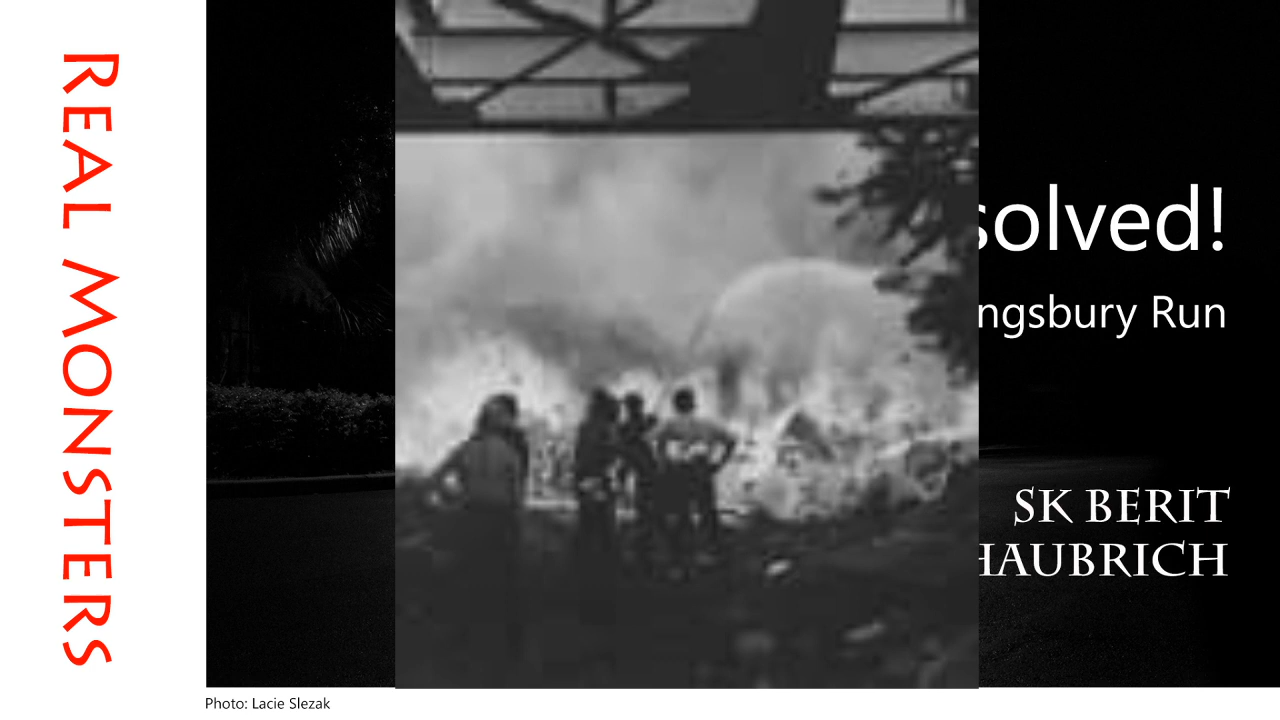 REAL MONSTERS
solved!
ngsbury Run
SK BERIT
HAUBRICH
Photo: Lacie Slezak